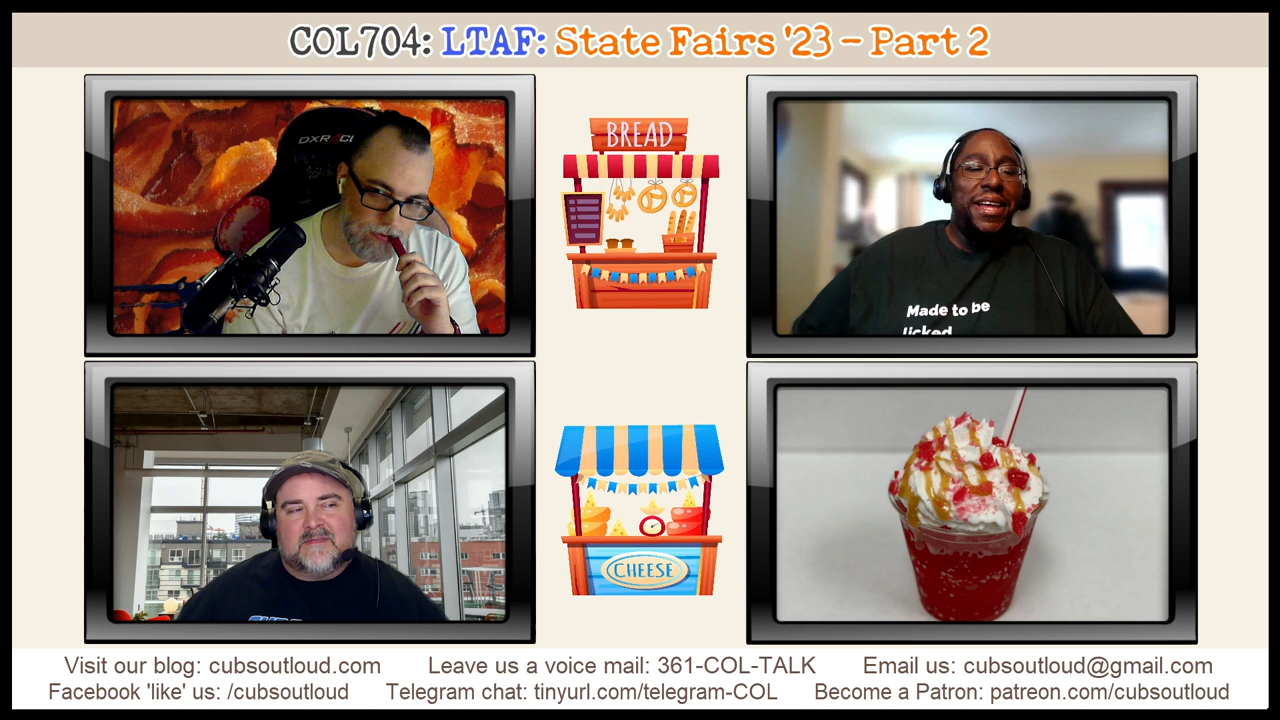 COL704: LTAF: State Fairs '23 - Part 2
DXR
BREAD
Made to be
licked
CHEESE
Visit our blog: cubsoutloud.com Leave us a voice mail: 361-COL-TALK Email us: cubsoutloud@gmail.com
Facebook 'like' us: /cubsoutloud Telegram chat: tinyurl.com/telegram-COL Become a Patron: patreon.com/cubsoutloud